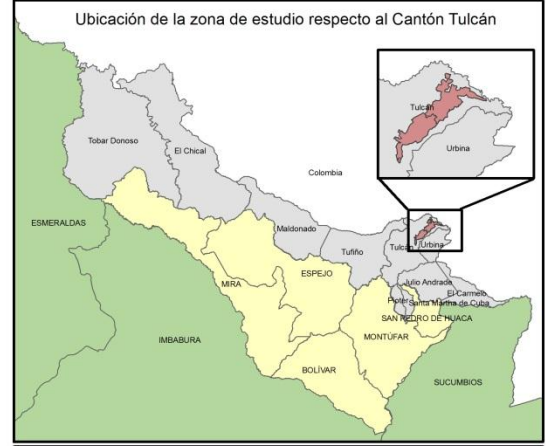 Ubicación de la zona de estudio respecto al Cantón Tulcán
Tulcán
Urbina
Tobar Donoso
El Chical
Colombia
ESMERALDAS
Maldonado
Tufiño
Tulcán
Urbina
MIRA
ESPEJO
Julio Andrade
El Carmelo
Pioter
Santa Martha de Cuba
SAN PEDRO DE HUACA
MONTÚFAR
IMBABURA
BOLÍVAR
SUCUMBIOS